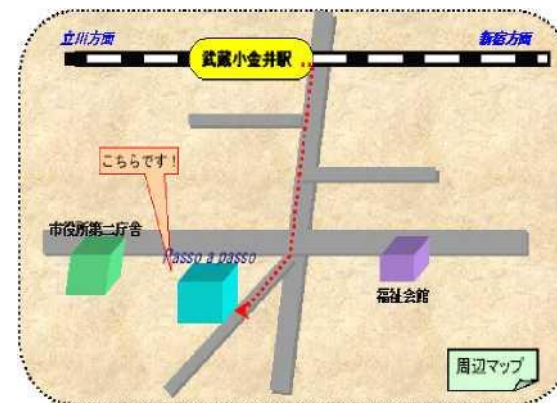 立川方面
新宿方面
武蔵小金井駅
こちらです！
市役所第二庁舎
Passo a passo
福祉会館
周辺マップ